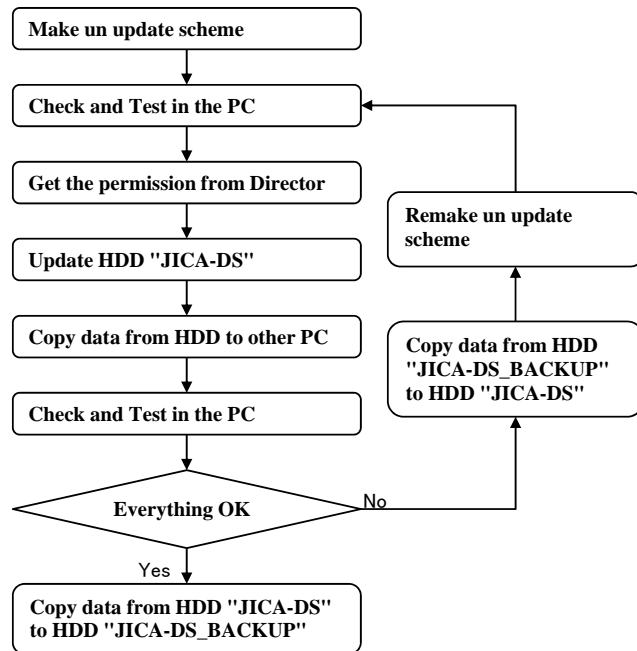 Make un update scheme
Check and Test in the PC
Get the permission from Director
Update HDD "JICA-DS"
Copy data from HDD to other PC
Check and Test in the PC
Everything OK
No
Yes
Copy data from HDD "JICA-DS"
to HDD "JICA-DS_BACKUP"
Copy data from HDD
"JICA-DS_BACKUP"
to HDD "JICA-DS"
Remake un update
scheme